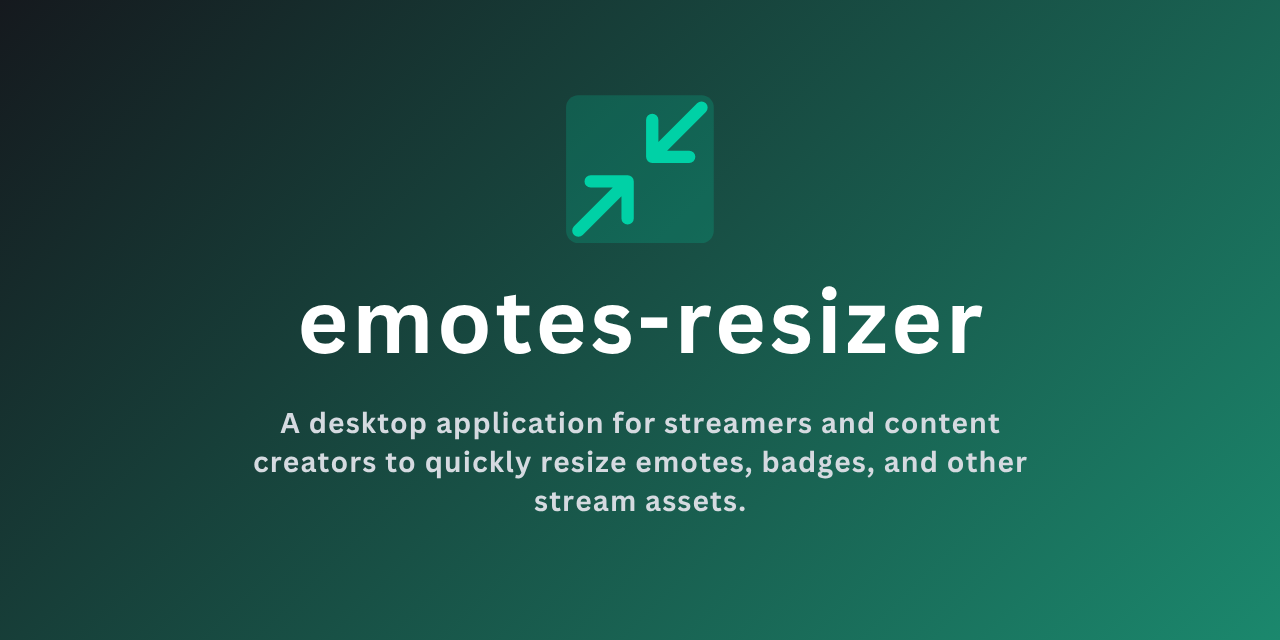 emotes-resizer
A desktop application for streamers and content
creators to quickly resize emotes, badges, and other
stream assets.